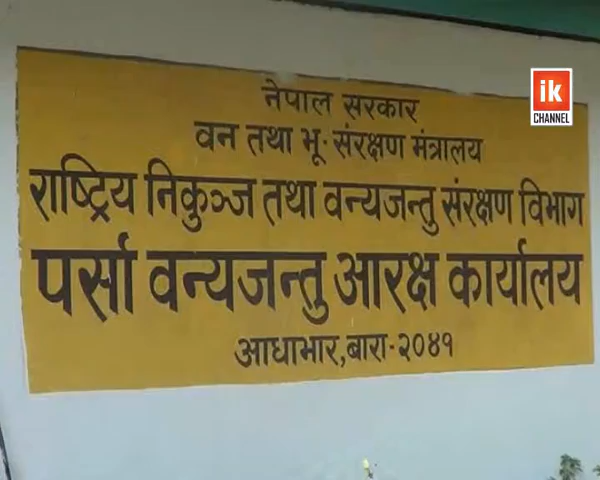 ik
CHANNEL
नेपाल सरकार
वन तथा भू-संरक्षण मंत्रालय
राष्ट्रिय निकुञ्ज तथा वन्यजन्तु संरक्षण विभाग
पर्सा वन्यजन्तु आरक्ष कार्यालय
आधाभार,बारा-२०४१